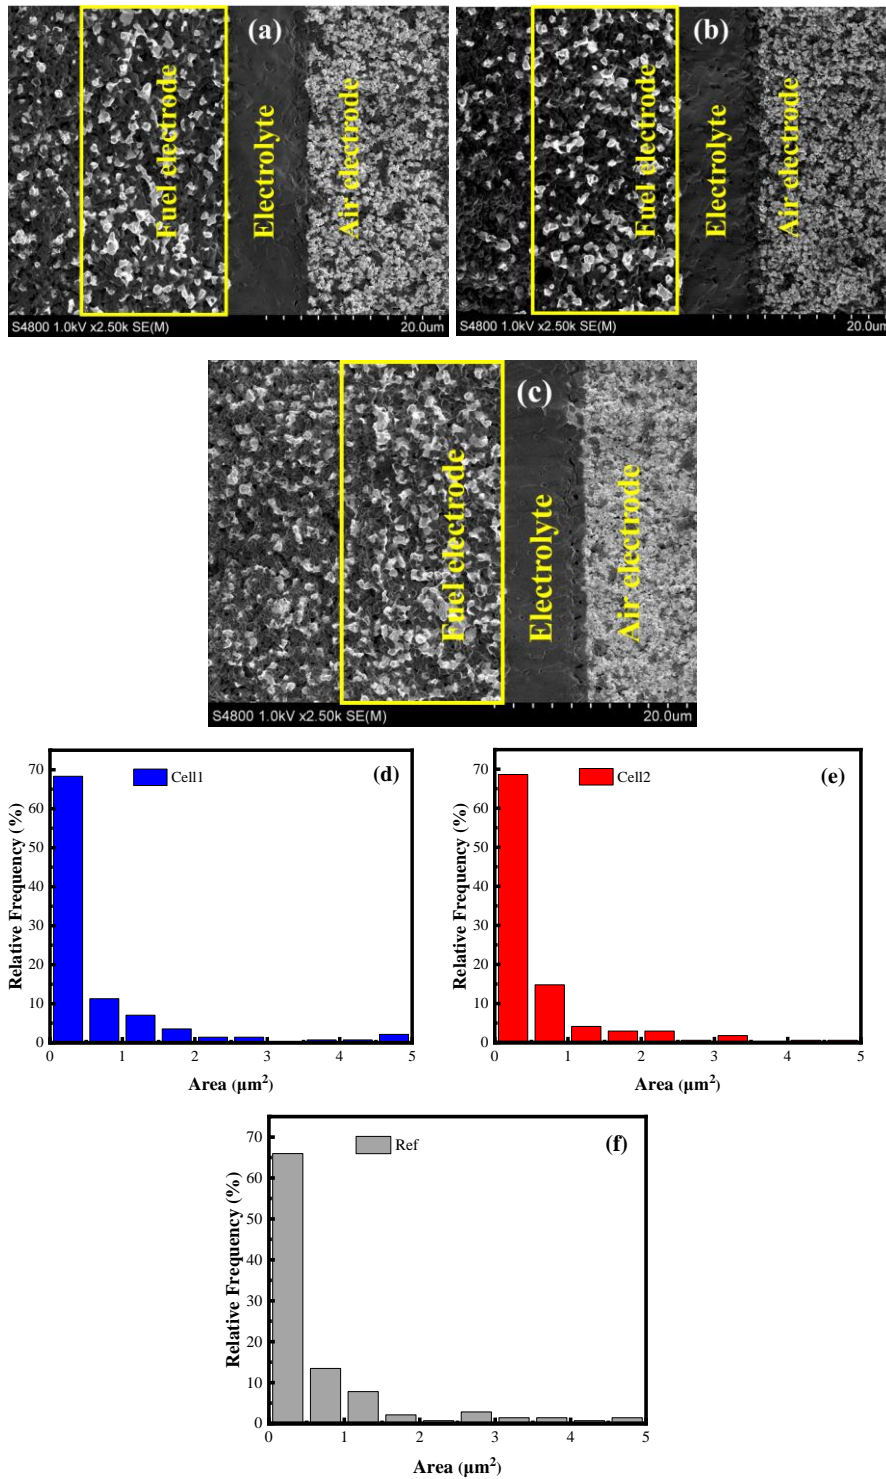 (a)
Fuel electrode
Electrolyte
Air electrode
S4800 1.0kV x2.50k SE(M)
20.0um
(b)
Fuel electrode
Electrolyte
Air electrode
S4800 1.0kV x2.50k SE(M)
20.0um
(c)
Fuel electrode
Electrolyte
Air electrode
S4800 1.0kV x2.50k SE(M)
20.0um
Relative Frequency (%)
70
60
50
40
30
20
10
0
Cell1
(d)
0 1 2 3 4 5
Area (μm²)
Relative Frequency (%)
70
60
50
40
30
20
10
0
Cell2
(e)
0 1 2 3 4 5
Area (μm²)
Relative Frequency (%)
70
60
50
40
30
20
10
0
Ref
(f)
0 1 2 3 4 5
Area (μm²)